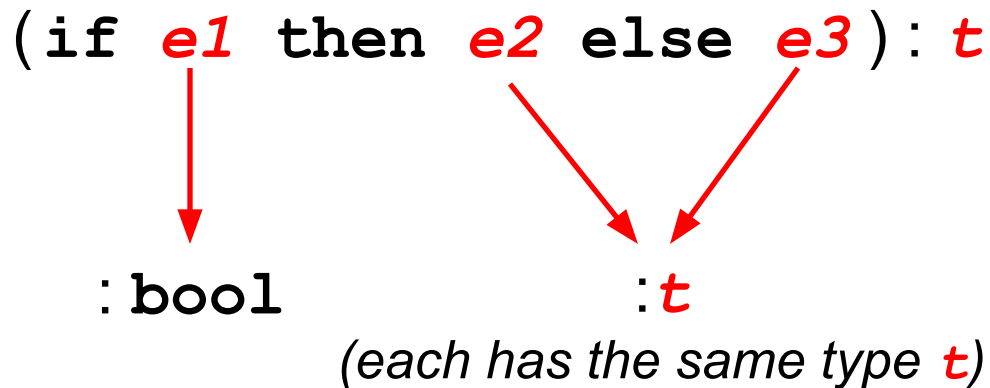 (if e1 then e2 else e3): t
:bool :t
(each has the same type t)